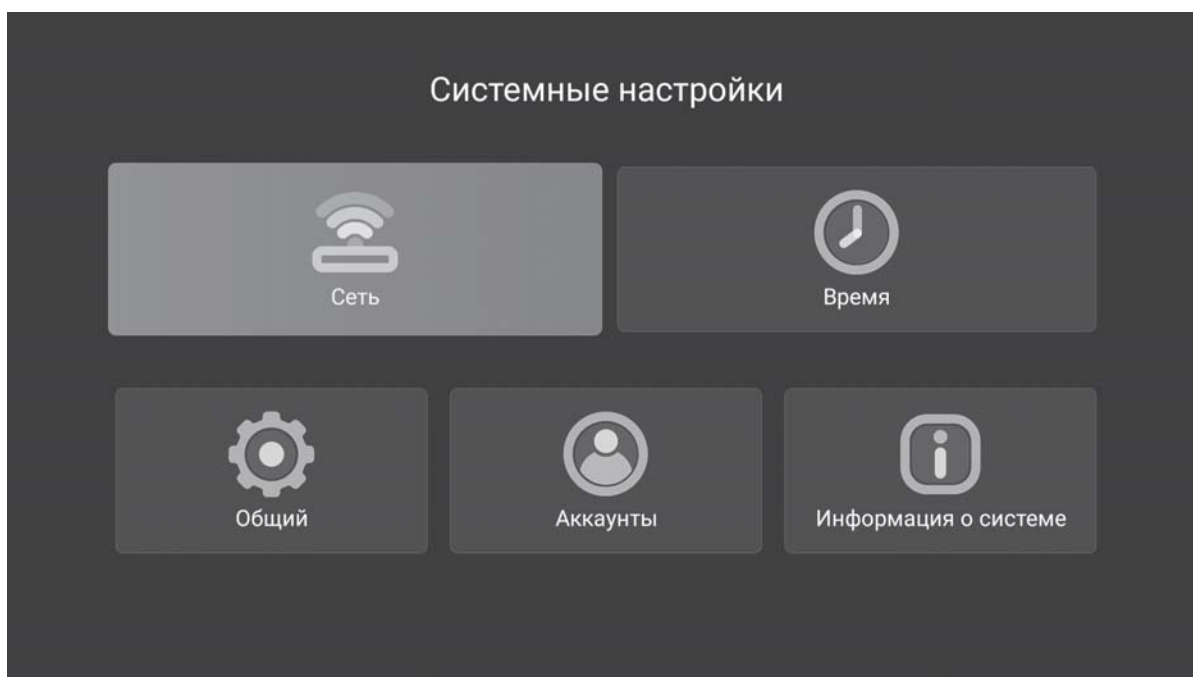 Системные настройки
Сеть
Время
Общий
Аккаунты
Информация о системе